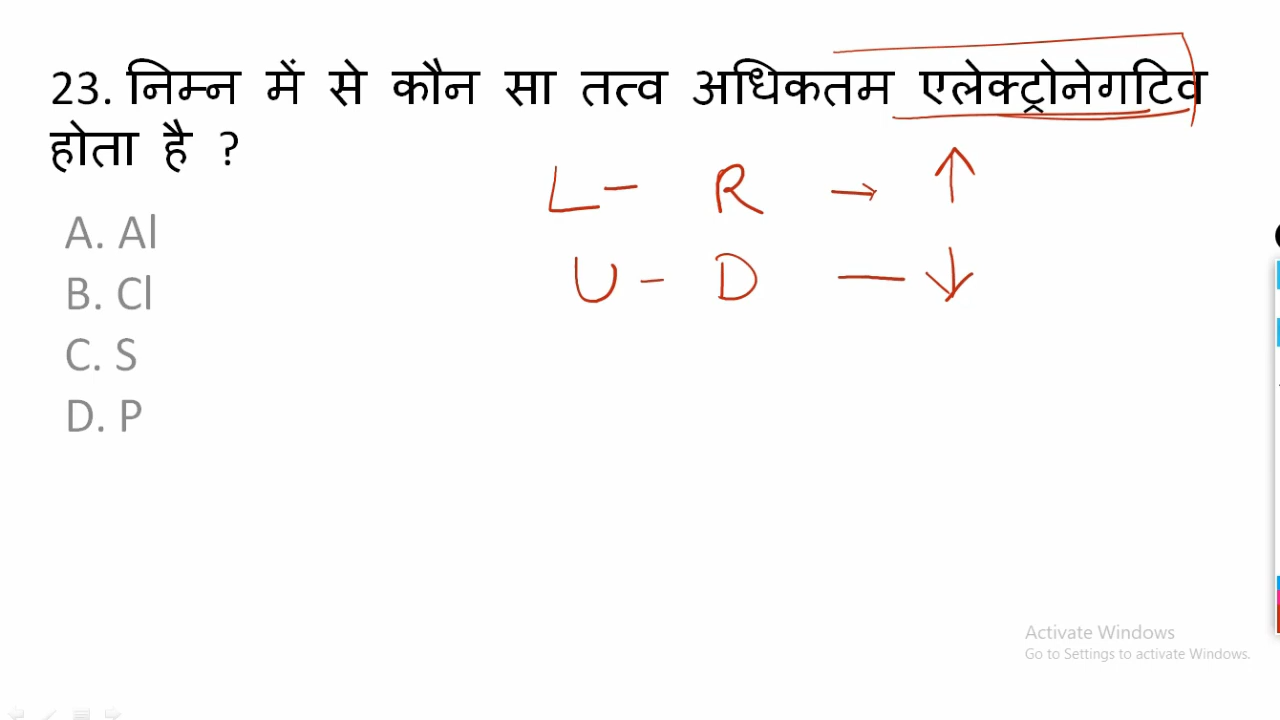 23. निम्न में से कौन सा तत्व अधिकतम एलेक्ट्रोनेगटिव
होता है ?
L - R → ↑
U - D — ↓
A. Al
B. Cl
C. S
D. P
Activate Windows
Go to Settings to activate Windows.